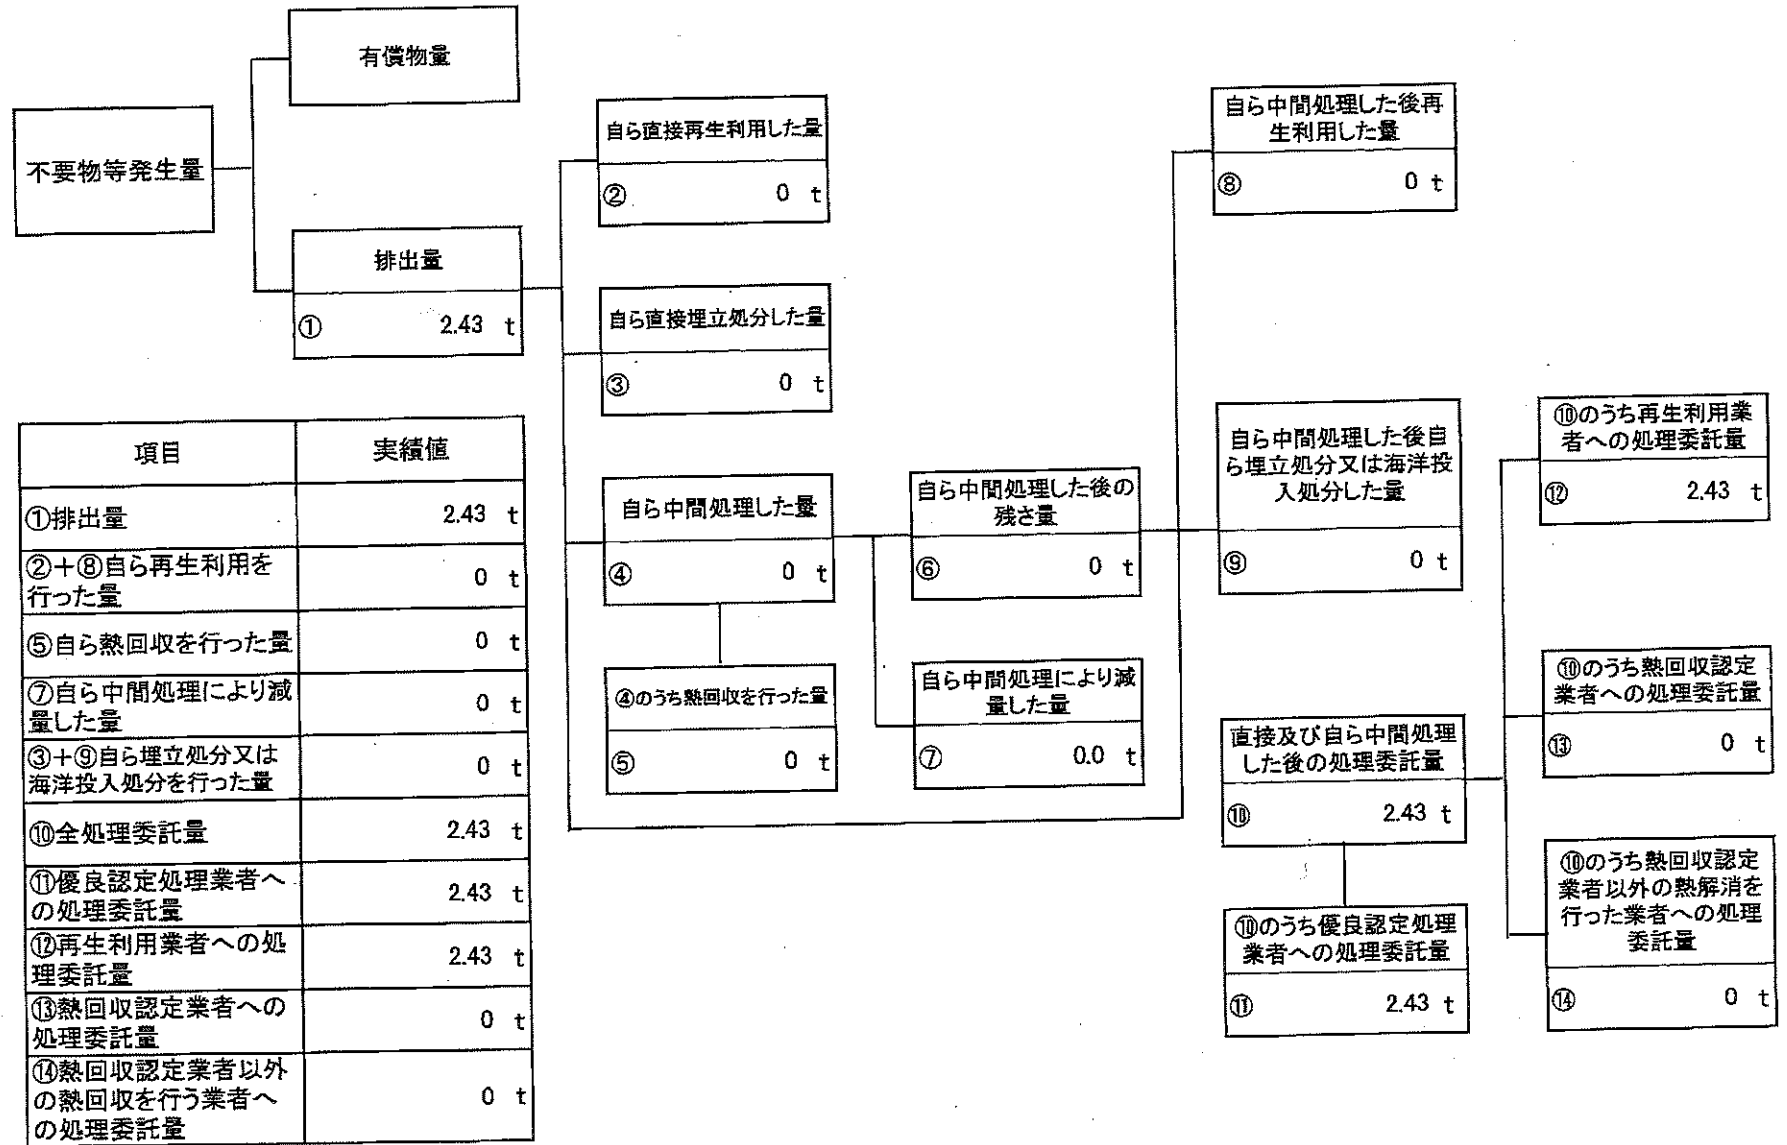 有償物量
不要物等発生量
排出量
① 2.43 t
自ら直接再生利用した量
② 0 t
自ら直接埋立処分した量
③ 0 t
自ら中間処理した量
④ 0 t
④のうち熱回収を行った量
⑤ 0 t
自ら中間処理した後の
残さ量
⑥ 0 t
自ら中間処理により減
量した量
⑦ 0.0 t
自ら中間処理した後再
生利用した量
⑧ 0 t
自ら中間処理した後自
ら埋立処分又は海洋投
入処分した量
⑨ 0 t
直接及び自ら中間処理
した後の処理委託量
⑩ 2.43 t
⑩のうち優良認定処理
業者への処理委託量
⑪ 2.43 t
⑩のうち再生利用業
者への処理委託量
⑫ 2.43 t
⑩のうち熱回収認定
業者への処理委託量
⑬ 0 t
⑩のうち熱回収認定
業者以外の熱解消を
行った業者への処理
委託量
⑭ 0 t
項目 実績値
①排出量 2.43 t
②+⑧自ら再生利用を
行った量 0 t
⑤自ら熱回収を行った量 0 t
⑦自ら中間処理により減
量した量 0 t
③+⑨自ら埋立処分又は
海洋投入処分を行った量 0 t
⑩全処理委託量 2.43 t
⑪優良認定処理業者へ
の処理委託量 2.43 t
⑫再生利用業者への処
理委託量 2.43 t
⑬熱回収認定業者への
処理委託量 0 t
⑭熱回収認定業者以外
の熱回収を行う業者へ
の処理委託量 0 t